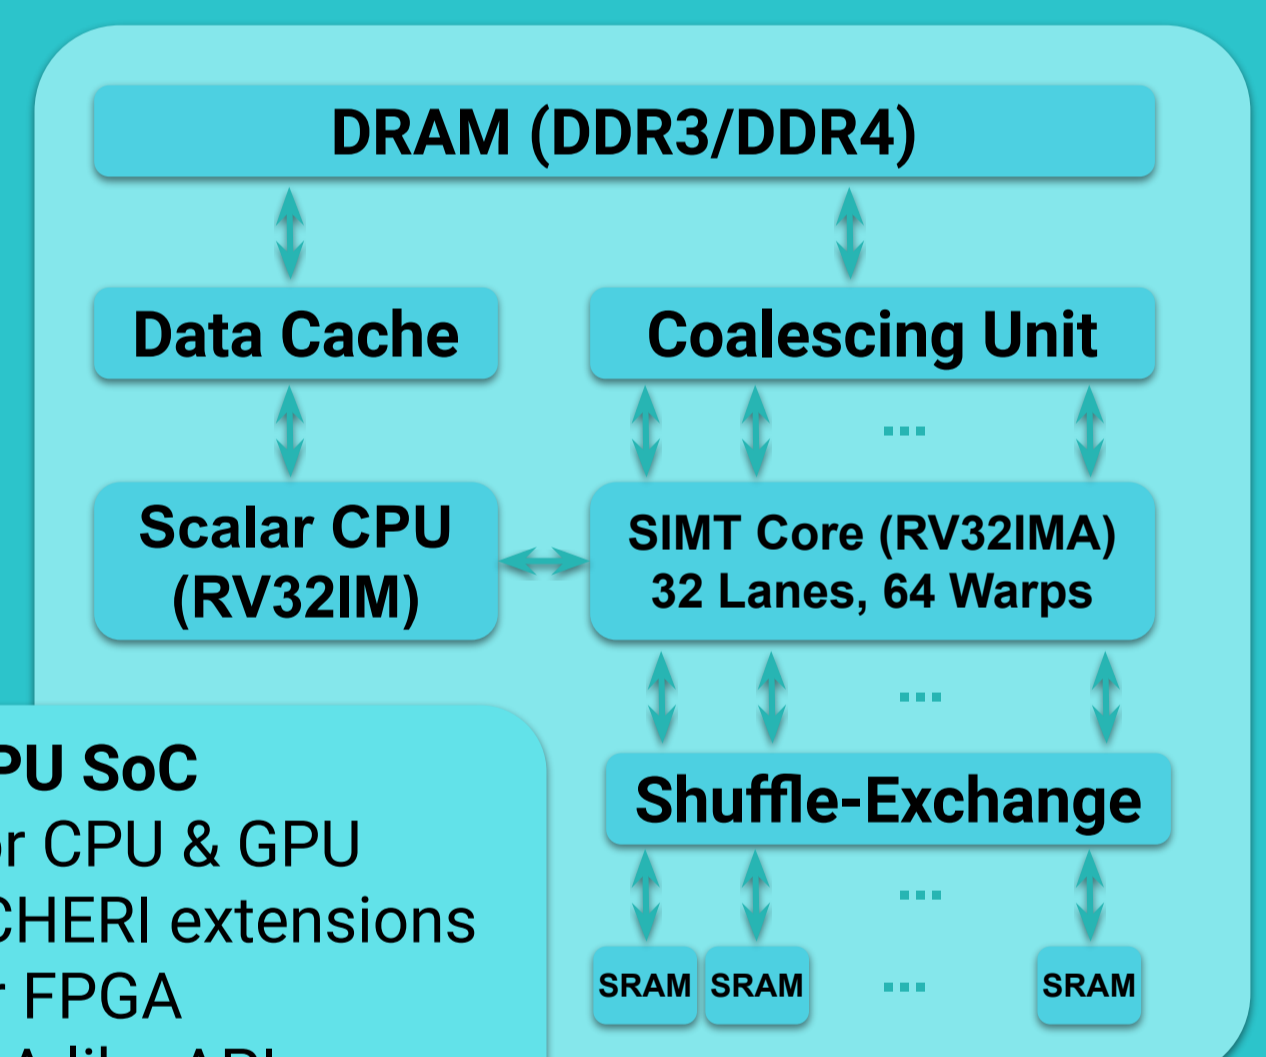 DRAM (DDR3/DDR4)
Data Cache
Coalescing Unit
...
Scalar CPU
(RV32IM)
SIMT Core (RV32IMA)
32 Lanes, 64 Warps
...
Shuffle-Exchange
...
SRAM SRAM ... SRAM
PU SoC
or CPU & GPU
CHERI extensions
r FPGA